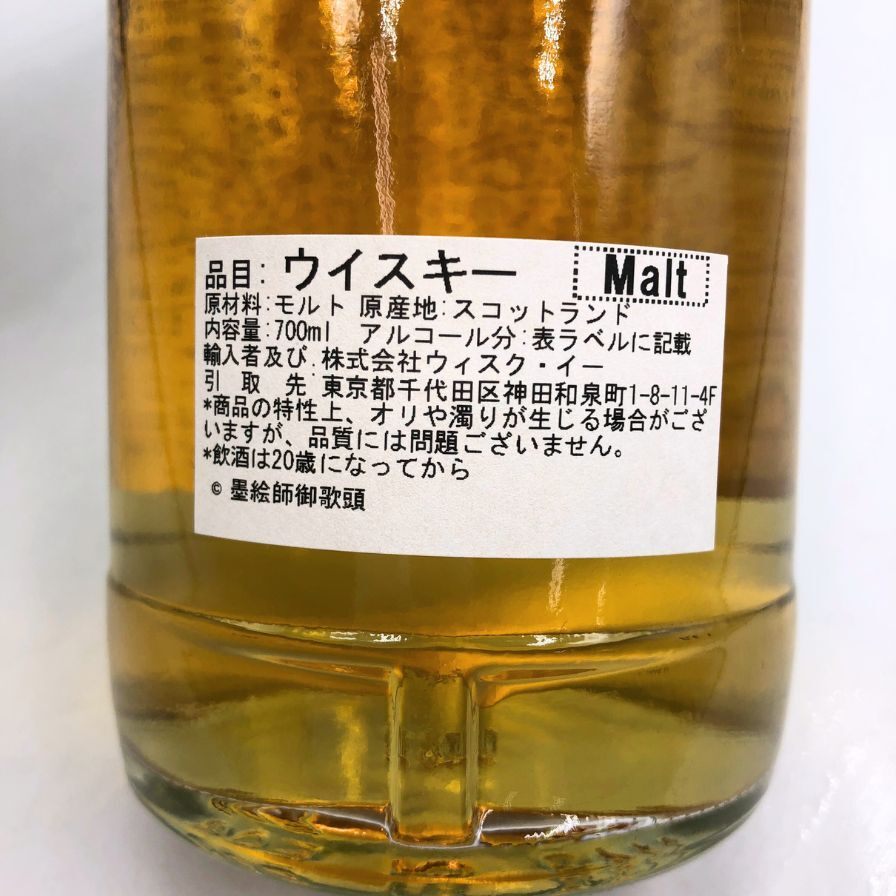 品目: ウイスキー Malt
原材料:モルト 原産地:スコットランド
内容量:700ml アルコール分:表ラベルに記載
輸入者及び.株式会社ウィスク・イー
引取先:東京都千代田区神田和泉町1-8-11-4F
*商品の特性上、オリや濁りが生じる場合がござ
いますが、品質には問題ございません。
*飲酒は20歳になってから
© 墨絵師御歌頭